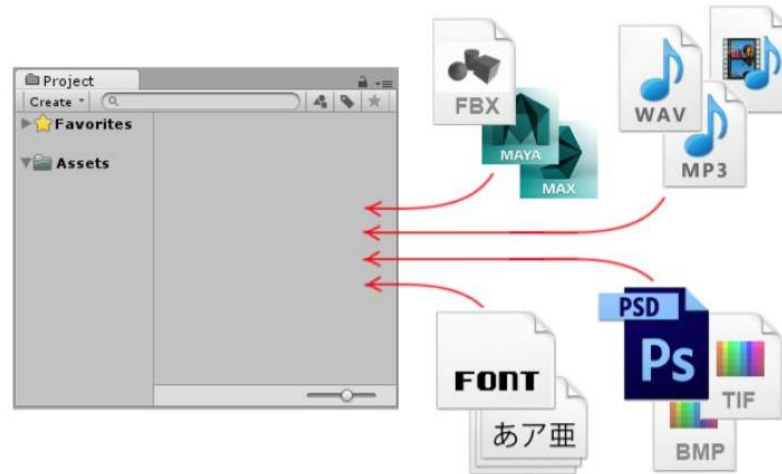 Project
Create
Favorites
Assets
FBX
MAYA
MAX
WAV
MP3
FONT
あア亜
PSD
Ps
TIF
BMP